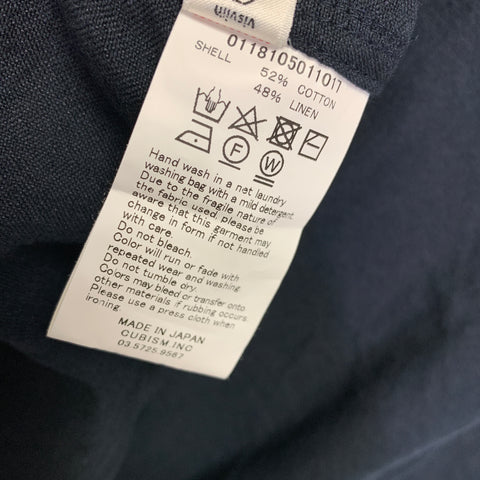 visvim
0118105011011
SHELL 52% COTTON
48% LINEN
F W
Hand wash in a net laundry
washing bag with a mild detergent.
Due to the fragile nature of
the fabric used, please be
aware that this garment may
change in form if not handled
with care.
Do not bleach.
Color will run or fade with
repeated wear and washing.
Do not tumble dry.
Colors may bleed or transfer onto
other materials if rubbing occurs.
Please use a press cloth when
ironing.
MADE IN JAPAN
CUBISM.INC
03.5725.9567